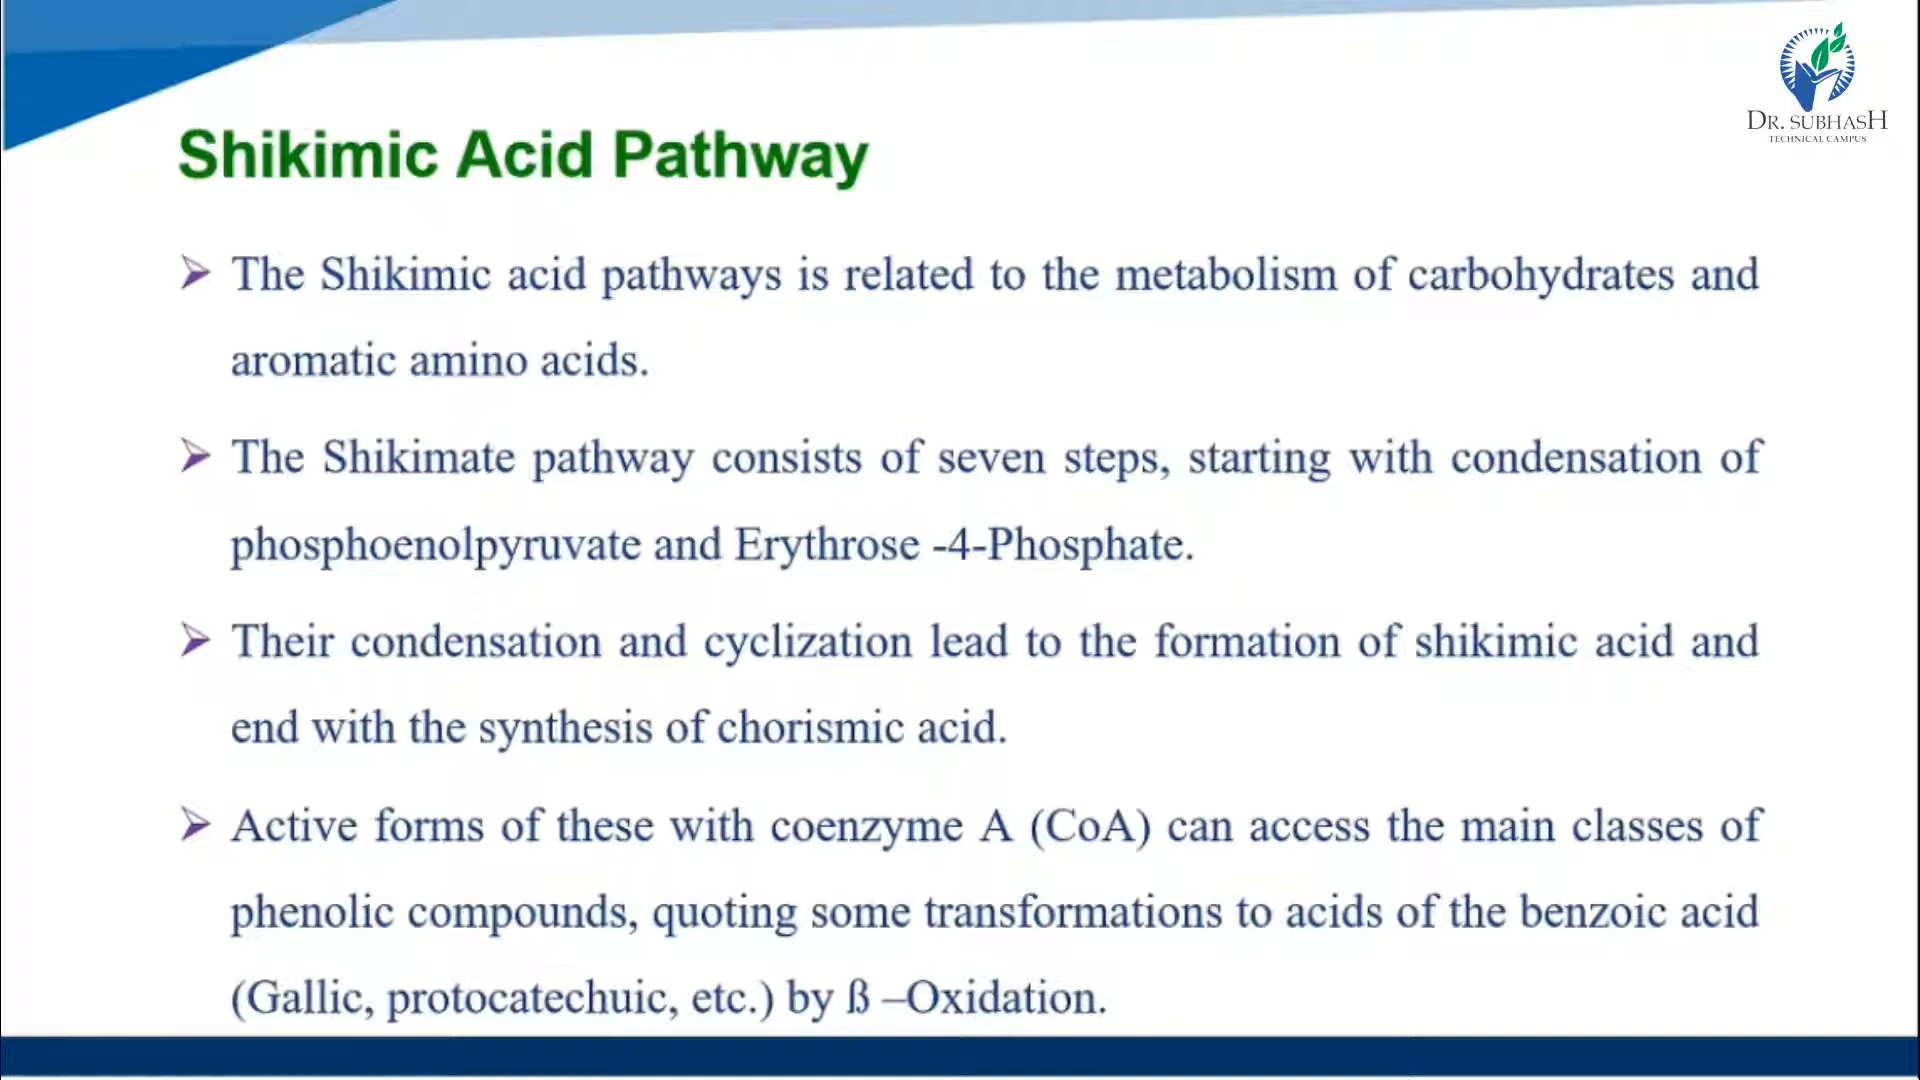 DR. SUBHASH
TECHNICAL CAMPUS
Shikimic Acid Pathway
➢ The Shikimic acid pathways is related to the metabolism of carbohydrates and
aromatic amino acids.
➢ The Shikimate pathway consists of seven steps, starting with condensation of
phosphoenolpyruvate and Erythrose -4-Phosphate.
➢ Their condensation and cyclization lead to the formation of shikimic acid and
end with the synthesis of chorismic acid.
➢ Active forms of these with coenzyme A (CoA) can access the main classes of
phenolic compounds, quoting some transformations to acids of the benzoic acid
(Gallic, protocatechuic, etc.) by ß –Oxidation.